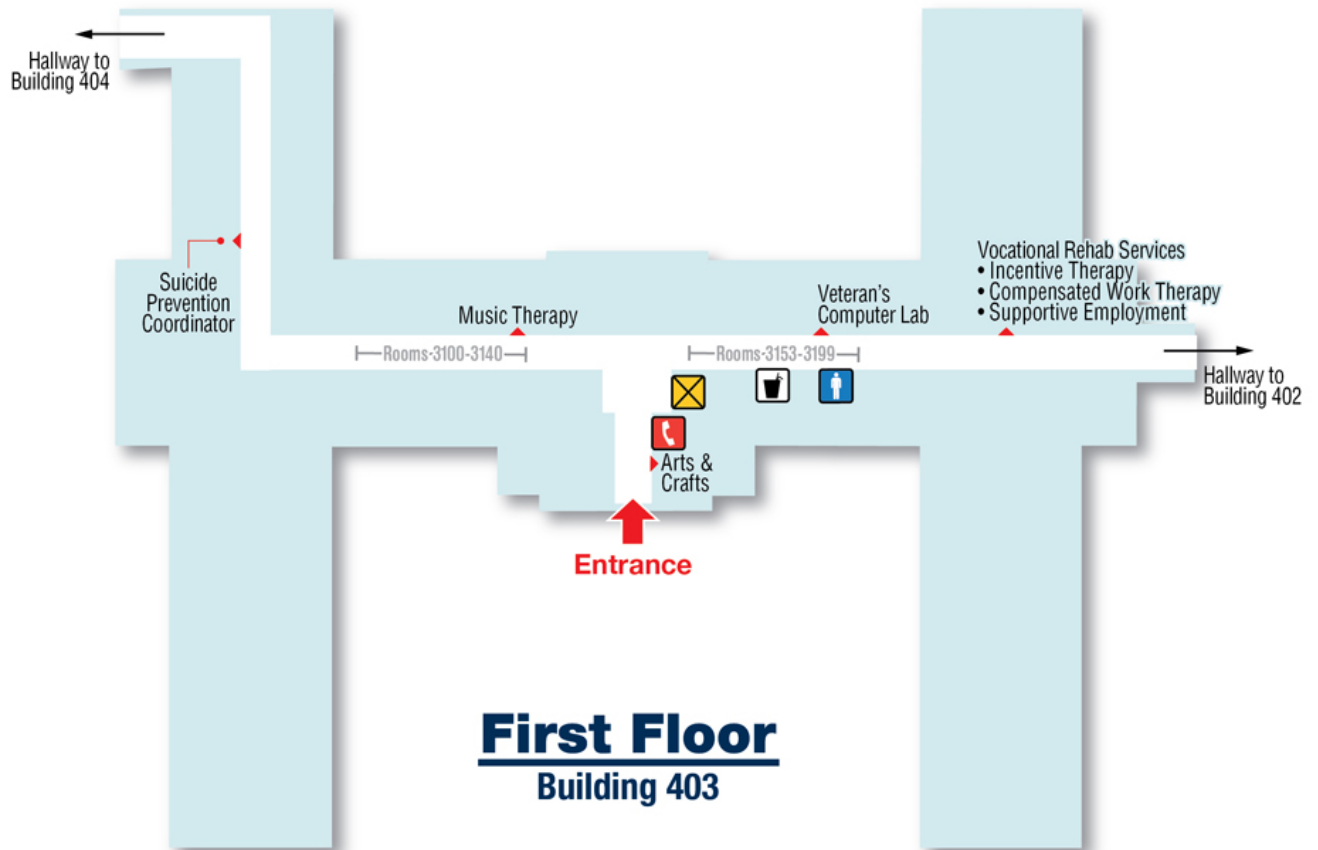 Hallway to
Building 404
Suicide
Prevention
Coordinator
Music Therapy
Rooms-3100-3140
Veteran's
Computer Lab
Rooms-3153-3199
Vocational Rehab Services
• Incentive Therapy
• Compensated Work Therapy
• Supportive Employment
Hallway to
Building 402
Arts &
Crafts
Entrance
First Floor
Building 403